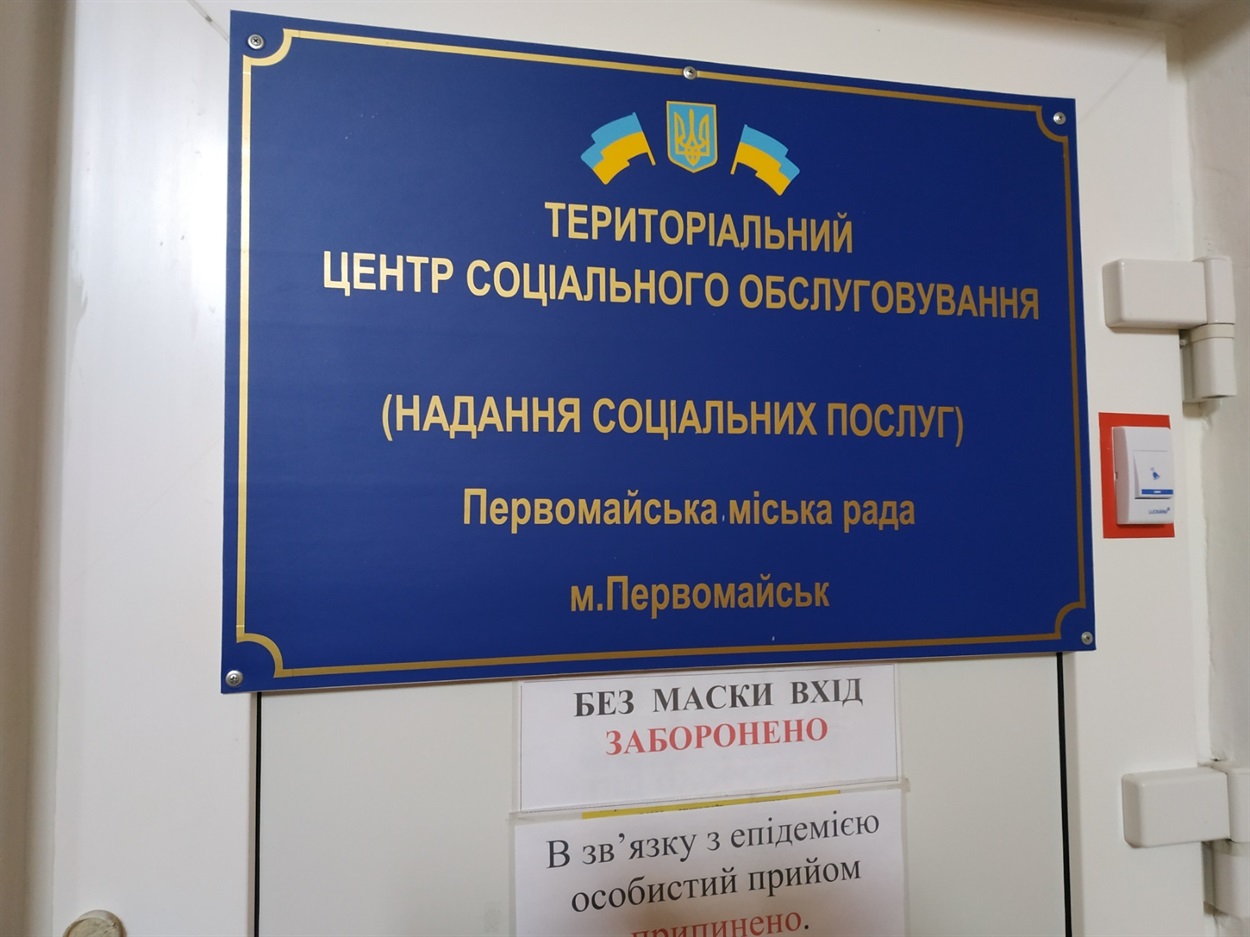 ТЕРИТОРІАЛЬНИЙ
ЦЕНТР СОЦІАЛЬНОГО ОБСЛУГОВУВАННЯ
(НАДАННЯ СОЦІАЛЬНИХ ПОСЛУГ)
Первомайська міська рада
м.Первомайськ
БЕЗ МАСКИ ВХІД
ЗАБОРОНЕНО
В зв’язку з епідемією
особистий прийом
припинено.